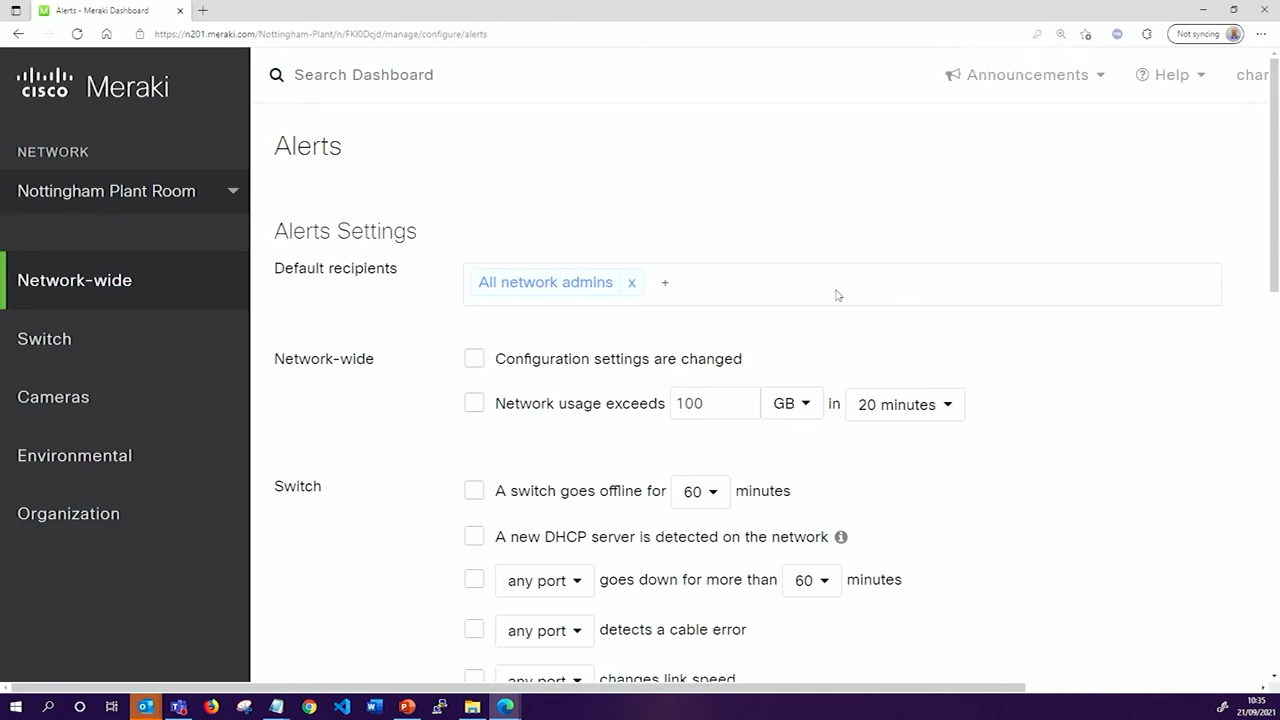 Alerts - Meraki Dashboard
https://n201.meraki.com/Nottingham-Plant/n/FKI0Dcjd/manage/configure/alerts
Not syncing
CISCO Meraki
Search Dashboard
Announcements
Help
char
NETWORK
Nottingham Plant Room
Network-wide
Switch
Cameras
Environmental
Organization
Alerts
Alerts Settings
Default recipients
All network admins x +
Network-wide
Configuration settings are changed
Network usage exceeds 100 GB in 20 minutes
Switch
A switch goes offline for 60 minutes
A new DHCP server is detected on the network
any port goes down for more than 60 minutes
any port detects a cable error
any port changes link speed
10:35
21/09/2021